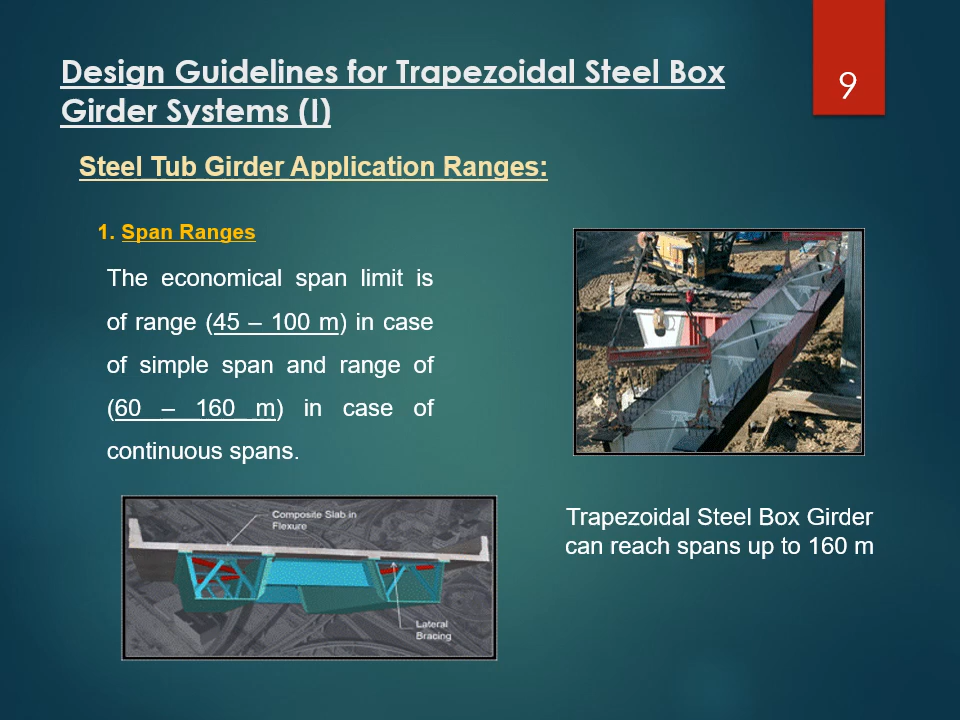 Design Guidelines for Trapezoidal Steel Box
Girder Systems (I)
9
Steel Tub Girder Application Ranges:
1. Span Ranges
The economical span limit is
of range (45 – 100 m) in case
of simple span and range of
(60 – 160 m) in case of
continuous spans.
Composite Slab in
Flexure
Lateral
Bracing
Trapezoidal Steel Box Girder
can reach spans up to 160 m